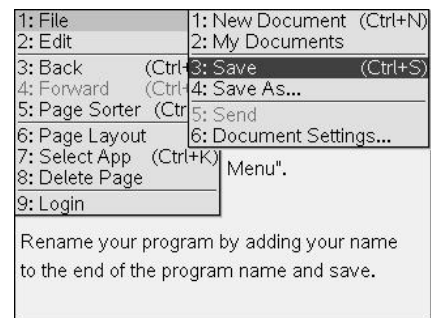 1: File
2: Edit
3: Back (Ctrl+
4: Forward (Ctrl+
5: Page Sorter (Ctr
6: Page Layout
7: Select App (Ctrl+K)
8: Delete Page
9: Login
1: New Document (Ctrl+N)
2: My Documents
3: Save (Ctrl+S)
4: Save As...
5: Send
6: Document Settings...
Menu".
Rename your program by adding your name
to the end of the program name and save.